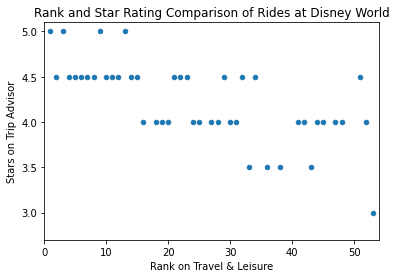 Rank and Star Rating Comparison of Rides at Disney World
5.0
4.5
4.0
3.5
3.0
Stars on Trip Advisor
0 10 20 30 40 50
Rank on Travel & Leisure